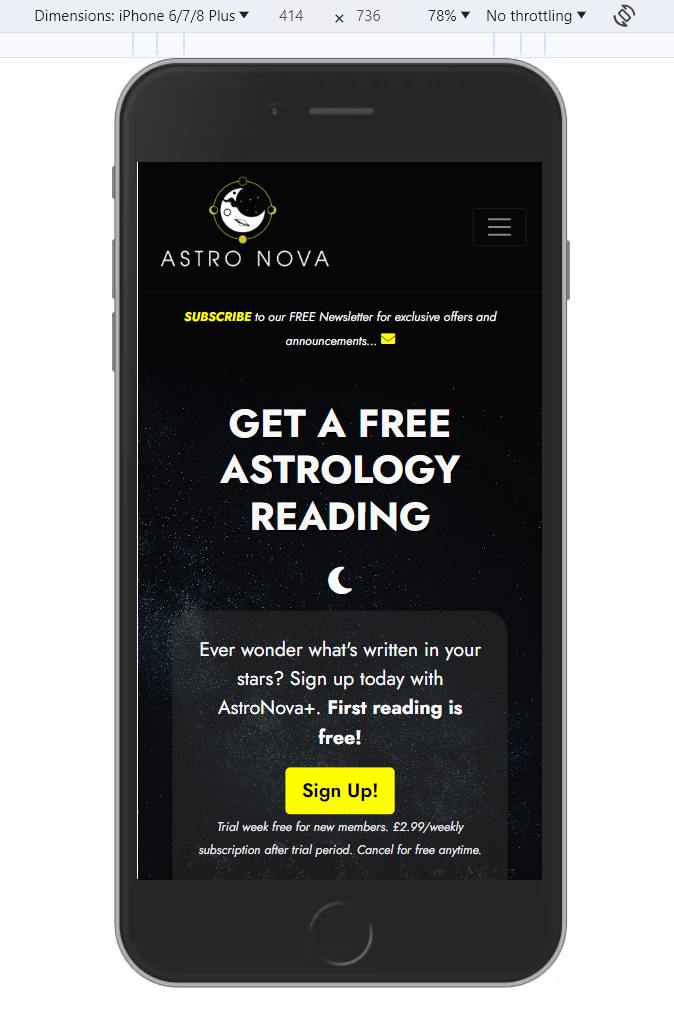 Dimensions: iPhone 6/7/8 Plus ▼ 414 × 736 78% ▼ No throttling ▼
ASTRO NOVA
SUBSCRIBE to our FREE Newsletter for exclusive offers and
announcements...
GET A FREE
ASTROLOGY
READING
Ever wonder what's written in your
stars? Sign up today with
AstroNova+. First reading is
free!
Sign Up!
Trial week free for new members. £2.99/weekly
subscription after trial period. Cancel for free anytime.